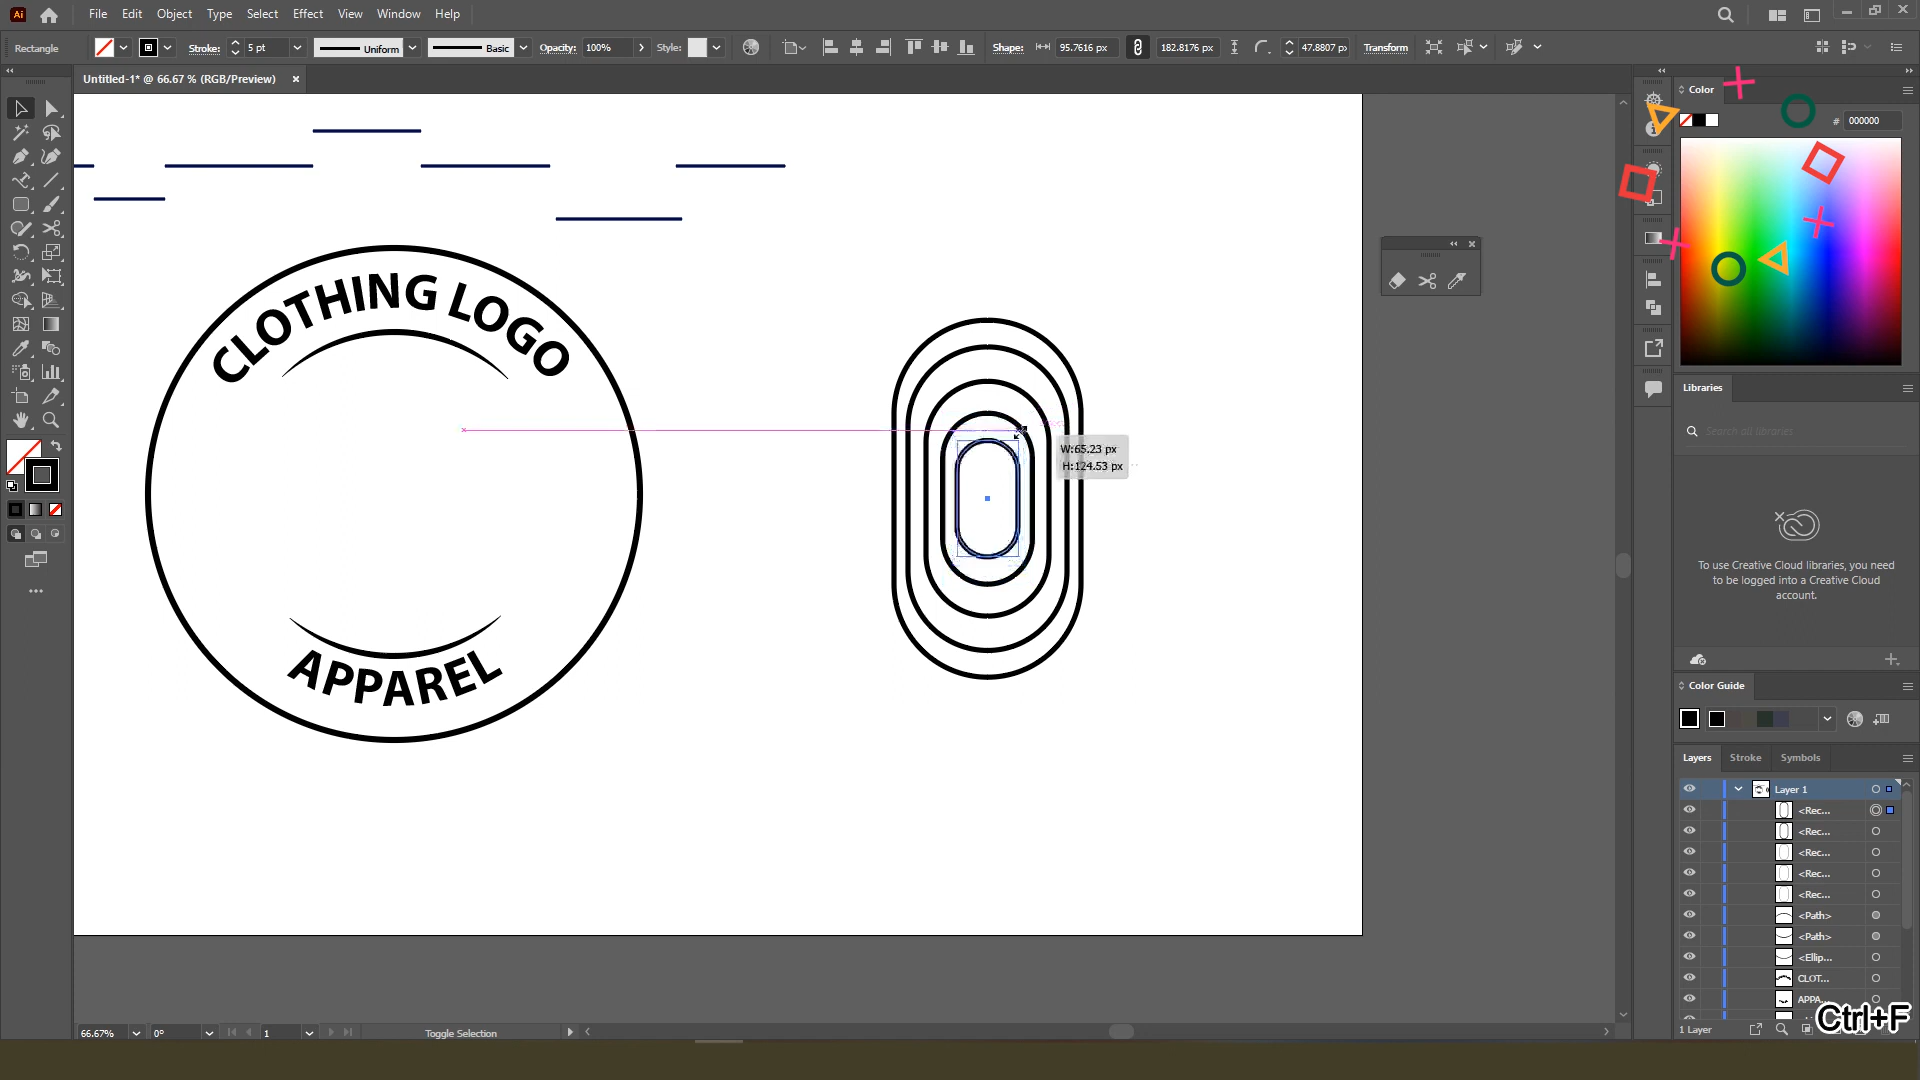 Ai File Edit Object Type Select Effect View Window Help
Rectangle Stroke: 5 pt Uniform Basic Opacity: 100% Style: Shape: 95.7616 px 182.8176 px 47.8807 px Transform
Untitled-1* @ 66.67 % (RGB/Preview)
Color
# 000000
CLOTHING LOGO
APPAREL
W:65.23 px
H:124.53 px
Libraries
Search all libraries
To use Creative Cloud libraries, you need
to be logged into a Creative Cloud
account.
Color Guide
Layers Stroke Symbols
Layer 1
<Rec...
<Rec...
<Rec...
<Rec...
<Rec...
<Path>
<Path>
<Ellip...
CLOT...
APPA...
1 Layer
Ctrl+F
66.67% 0° 1 Toggle Selection